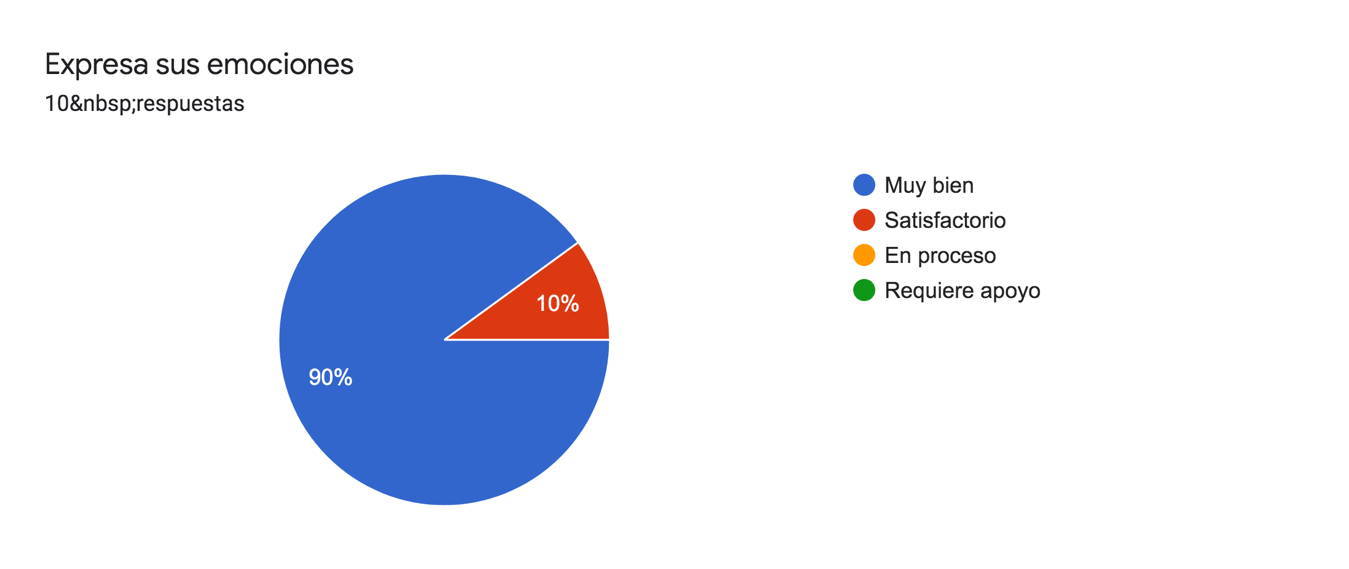 Expresa sus emociones
10&nbsp;respuestas
Muy bien
Satisfactorio
En proceso
Requiere apoyo
10%
90%